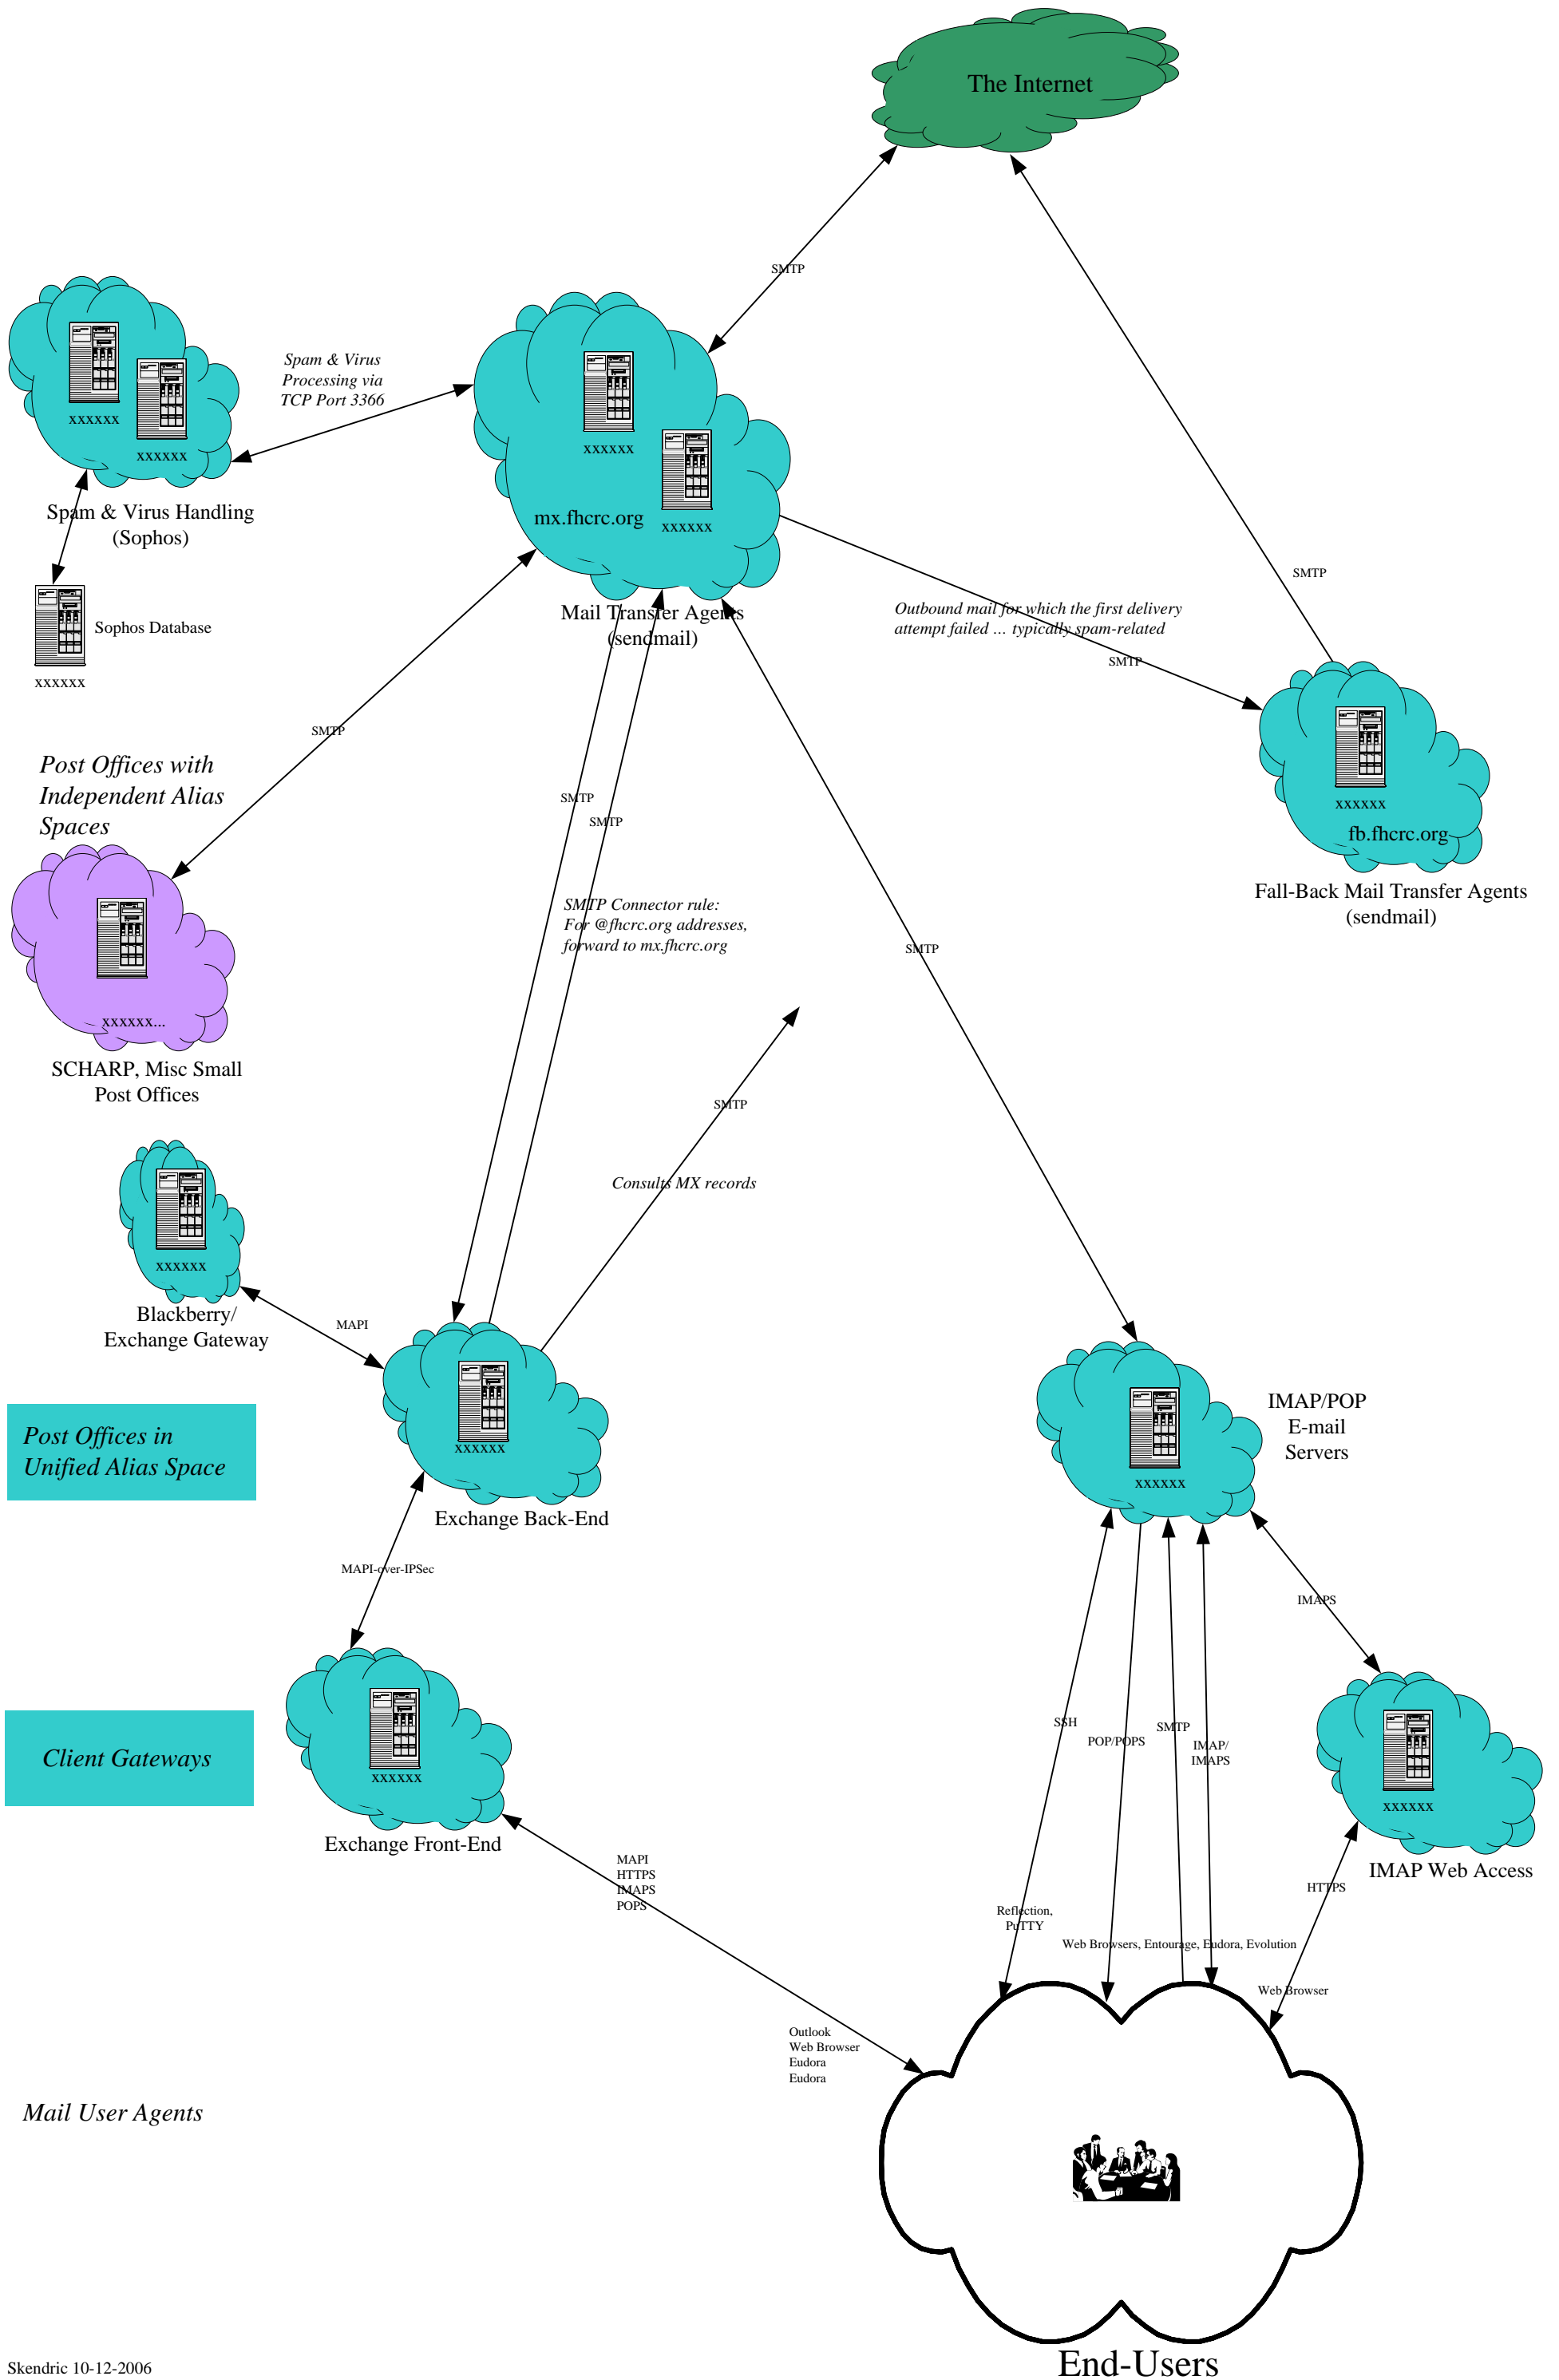 The Internet
SMTP
Spam & Virus
Processing via
TCP Port 3366
xxxxxx
xxxxxx
xxxxxx
xxxxxx
mx.fhcrc.org
Spam & Virus Handling
(Sophos)
Mail Transfer Agents
(sendmail)
SMTP
Outbound mail for which the first delivery
attempt failed ... typically spam-related
SMTP
Sophos Database
xxxxxx
SMTP
Post Offices with
Independent Alias
Spaces
SMTP
SMTP
xxxxxx
fb.fhcrc.org
Fall-Back Mail Transfer Agents
(sendmail)
SMTP Connector rule:
For @fhcrc.org addresses,
forward to mx.fhcrc.org
SMTP
xxxxxx...
SCHARP, Misc Small
Post Offices
SMTP
Consults MX records
xxxxxx
Blackberry/
Exchange Gateway
MAPI
IMAP/POP
E-mail
Servers
Post Offices in
Unified Alias Space
xxxxxx
xxxxxx
Exchange Back-End
MAPI-over-IPSec
IMAPS
SSH
POP/POPS
SMTP
IMAP/
IMAPS
Client Gateways
xxxxxx
xxxxxx
Exchange Front-End
IMAP Web Access
MAPI
HTTPS
IMAPS
POPS
HTTPS
Reflection,
PuTTY
Web Browsers, Entourage, Eudora, Evolution
Web Browser
Outlook
Web Browser
Eudora
Eudora
Mail User Agents
End-Users
Skendric 10-12-2006